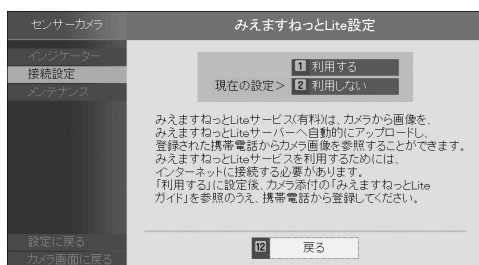 センサーカメラ
みえますねっとLite設定
インジケーター
接続設定
メンテナンス
1 利用する
現在の設定> 2 利用しない
みえますねっとLiteサービス(有料)は、カメラから画像を、
みえますねっとLiteサーバーへ自動的にアップロードし、
登録された携帯電話からカメラ画像を参照することができます。
みえますねっとLiteサービスを利用するためには、
インターネットに接続する必要があります。
「利用する」に設定後、カメラ添付の「みえますねっとLite
ガイド」を参照のうえ、携帯電話から登録してください。
設定に戻る
12 戻る
カメラ画面に戻る